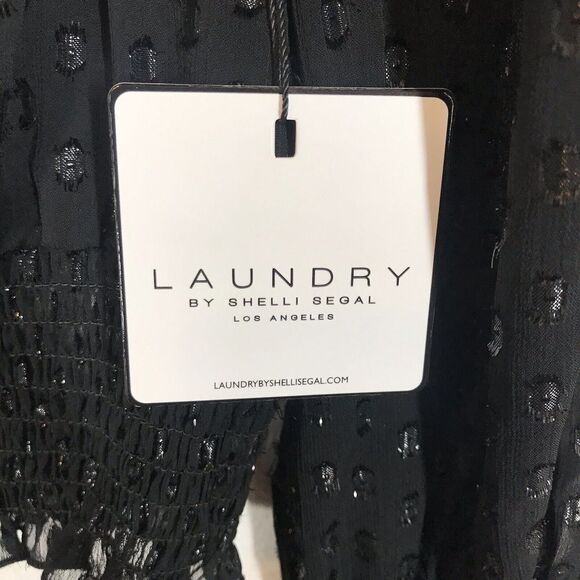 LAUNDRY
BY SHELLI SEGAL
LOS ANGELES
LAUNDRYBYSHELLISEGAL.COM